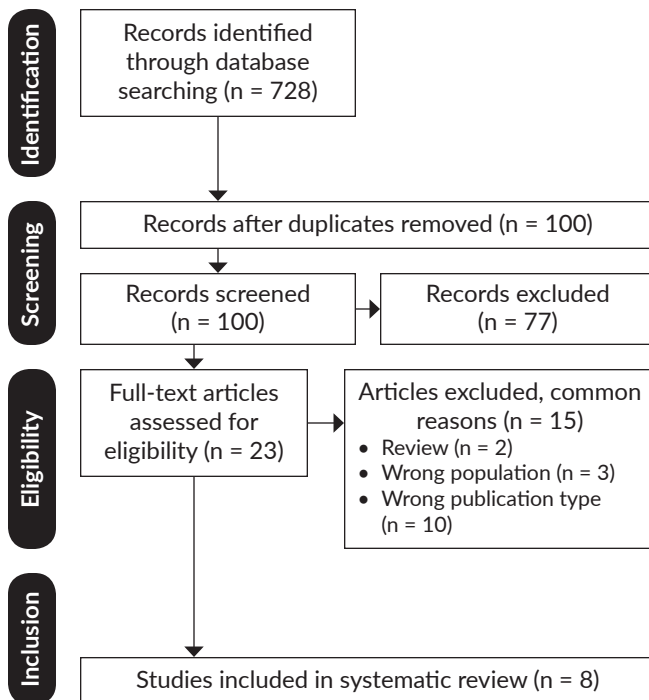 Identification
Records identified
through database
searching (n = 728)
Screening
Records after duplicates removed (n = 100)
Records screened
(n = 100)
Records excluded
(n = 77)
Eligibility
Full-text articles
assessed for
eligibility (n = 23)
Articles excluded, common
reasons (n = 15)
• Review (n = 2)
• Wrong population (n = 3)
• Wrong publication type
(n = 10)
Inclusion
Studies included in systematic review (n = 8)